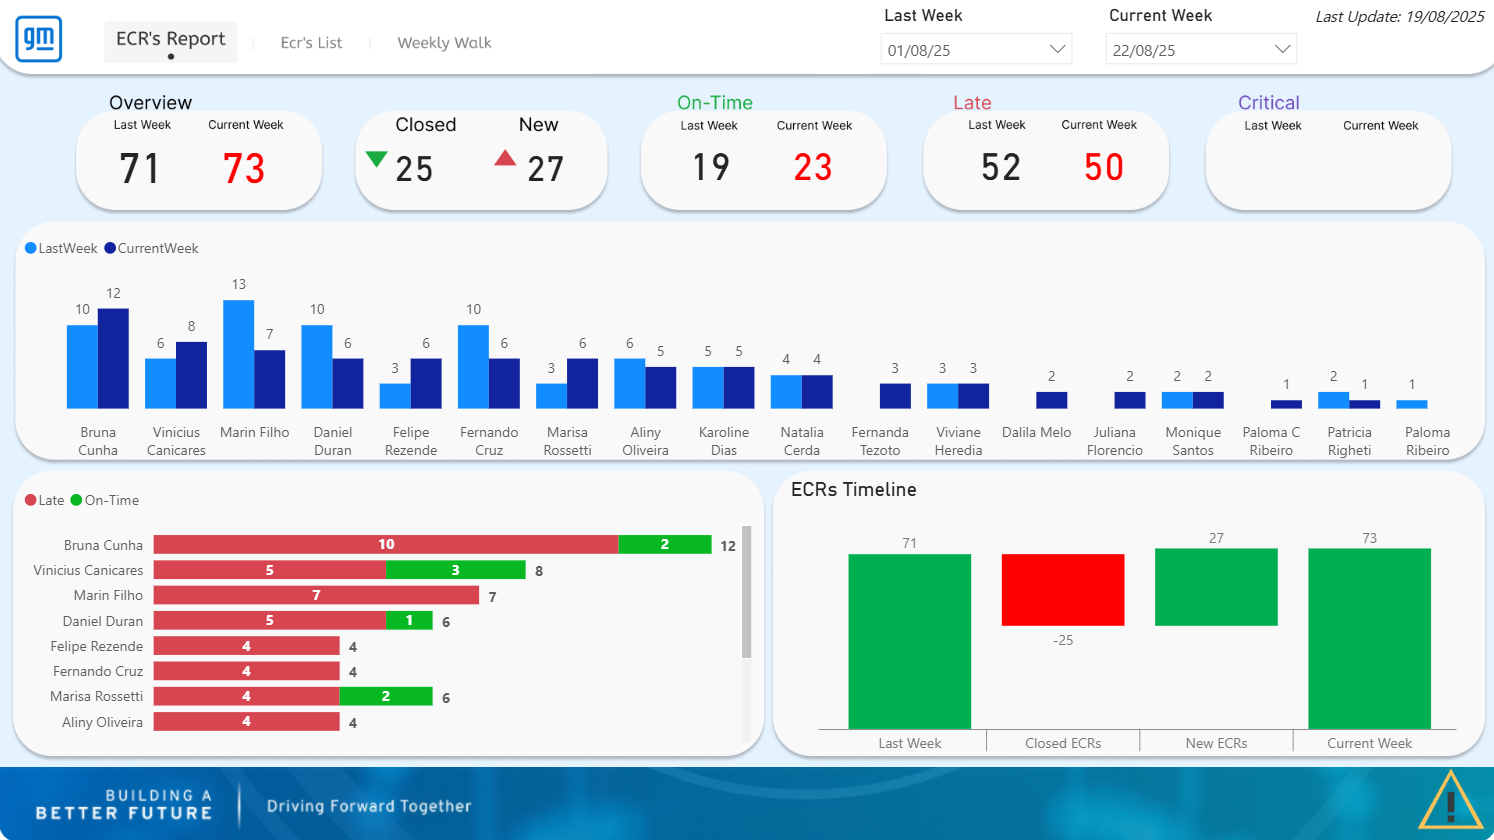 gm
ECR's Report
Ecr's List
Weekly Walk
Last Week
01/08/25
Current Week
22/08/25
Last Update: 19/08/2025
Overview
Last Week Current Week
71 73
Closed New
25 27
On-Time
Last Week Current Week
19 23
Late
Last Week Current Week
52 50
Critical
Last Week Current Week
LastWeek CurrentWeek
10 12 6 8 13 7 10 6 3 6 10 6 3 6 6 5 5 5 4 4 3 3 3 2 2 2 2 1 2 1 1
Bruna Cunha
Vinicius Canicares
Marin Filho
Daniel Duran
Felipe Rezende
Fernando Cruz
Marisa Rossetti
Aliny Oliveira
Karoline Dias
Natalia Cerda
Fernanda Tezoto
Viviane Heredia
Dalila Melo
Juliana Florencio
Monique Santos
Paloma C Ribeiro
Patricia Righeti
Paloma Ribeiro
Late On-Time
Bruna Cunha 10 2 12
Vinicius Canicares 5 3 8
Marin Filho 7 7
Daniel Duran 5 1 6
Felipe Rezende 4 4
Fernando Cruz 4 4
Marisa Rossetti 4 2 6
Aliny Oliveira 4 4
ECRs Timeline
71 -25 27 73
Last Week Closed ECRs New ECRs Current Week
BUILDING A
BETTER FUTURE
Driving Forward Together